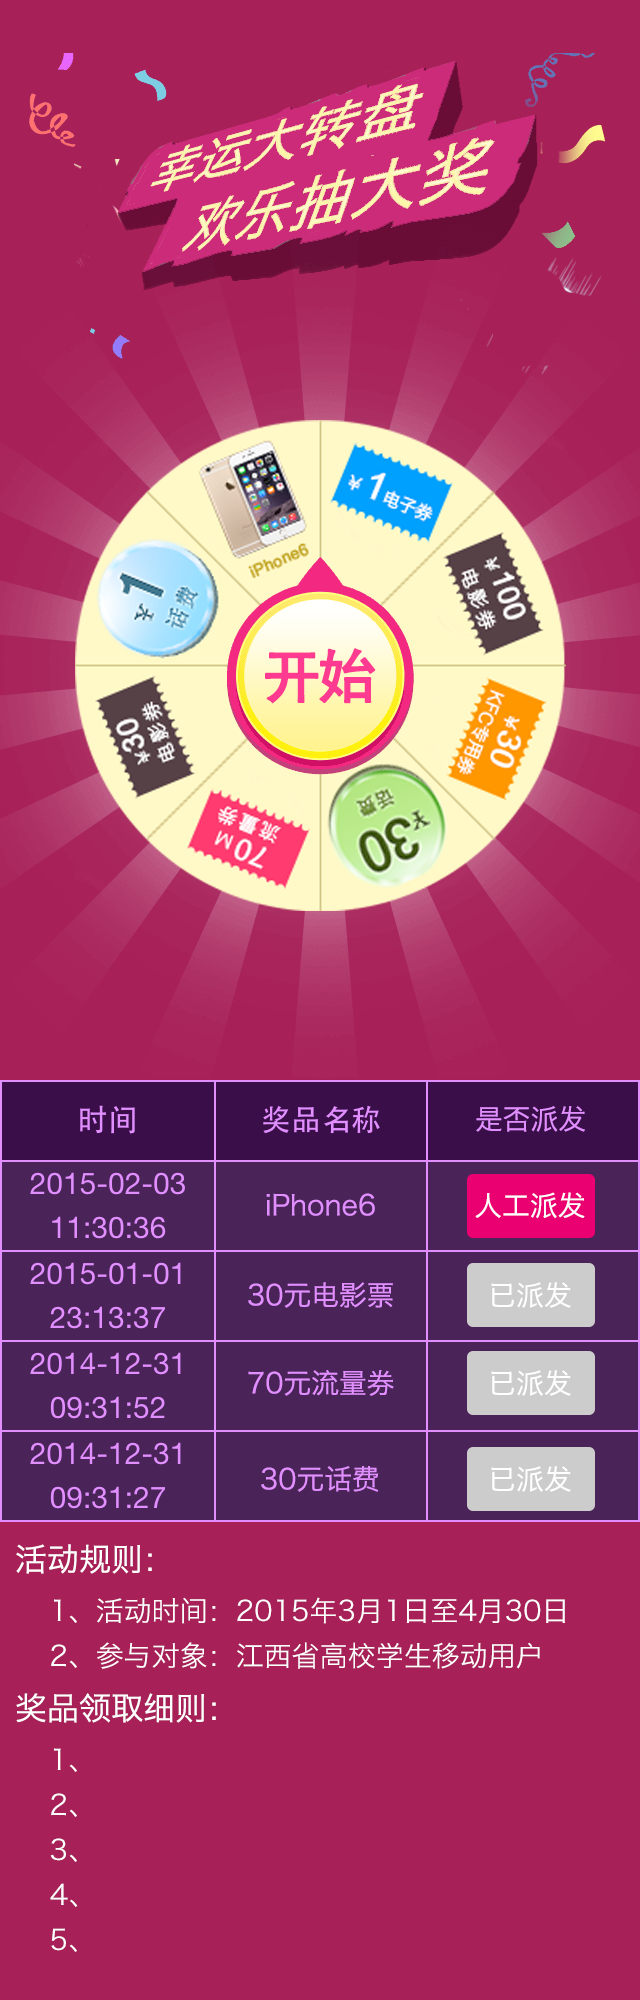 幸运大转盘
欢乐抽大奖
iPhone6
¥1电子券
¥100
电影券
¥30
KFC专用券
¥30
话费
70M
流量券
¥30
电影券
¥1
话费
开始
时间 奖品名称 是否派发
2015-02-03
11:30:36
iPhone6
人工派发
2015-01-01
23:13:37
30元电影票
已派发
2014-12-31
09:31:52
70元流量券
已派发
2014-12-31
09:31:27
30元话费
已派发
活动规则：
1、活动时间：2015年3月1日至4月30日
2、参与对象：江西省高校学生移动用户
奖品领取细则：
1、
2、
3、
4、
5、